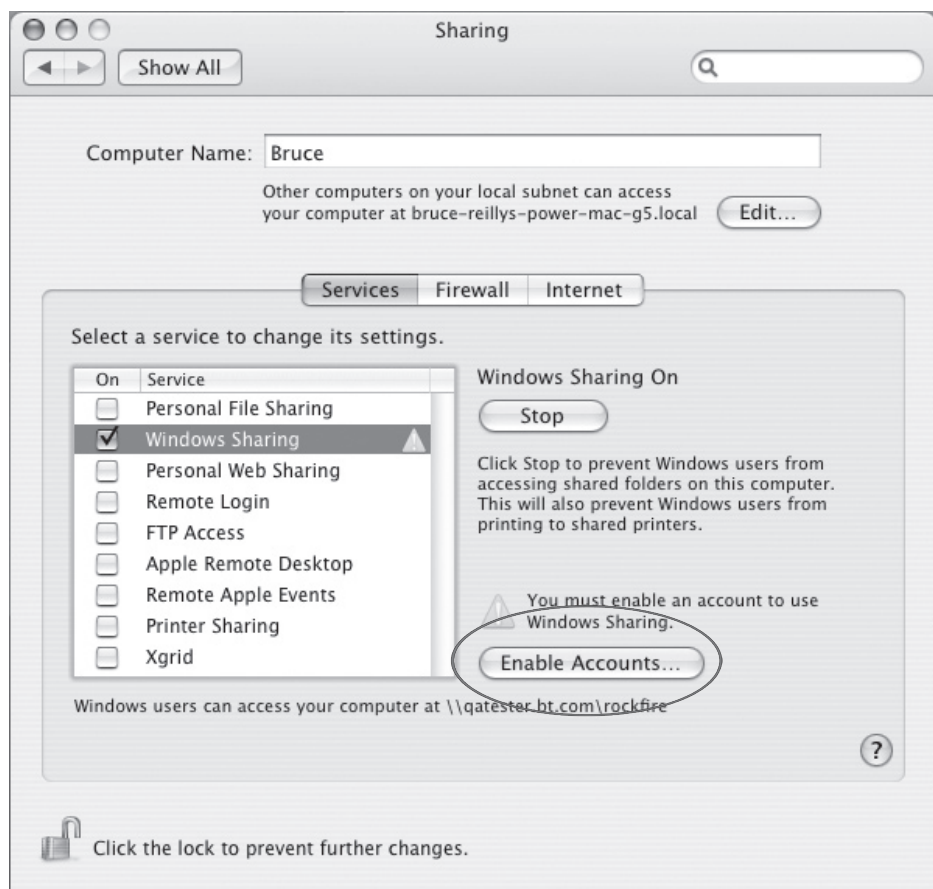 Sharing
Show All
Computer Name: Bruce
Other computers on your local subnet can access
your computer at bruce-reillys-power-mac-g5.local
Edit...
Services Firewall Internet
Select a service to change its settings.
On Service
Personal File Sharing
Windows Sharing
Personal Web Sharing
Remote Login
FTP Access
Apple Remote Desktop
Remote Apple Events
Printer Sharing
Xgrid
Windows Sharing On
Stop
Click Stop to prevent Windows users from
accessing shared folders on this computer.
This will also prevent Windows users from
printing to shared printers.
You must enable an account to use
Windows Sharing.
Enable Accounts...
Windows users can access your computer at \\qatester.bt.com\rockfire
?
Click the lock to prevent further changes.